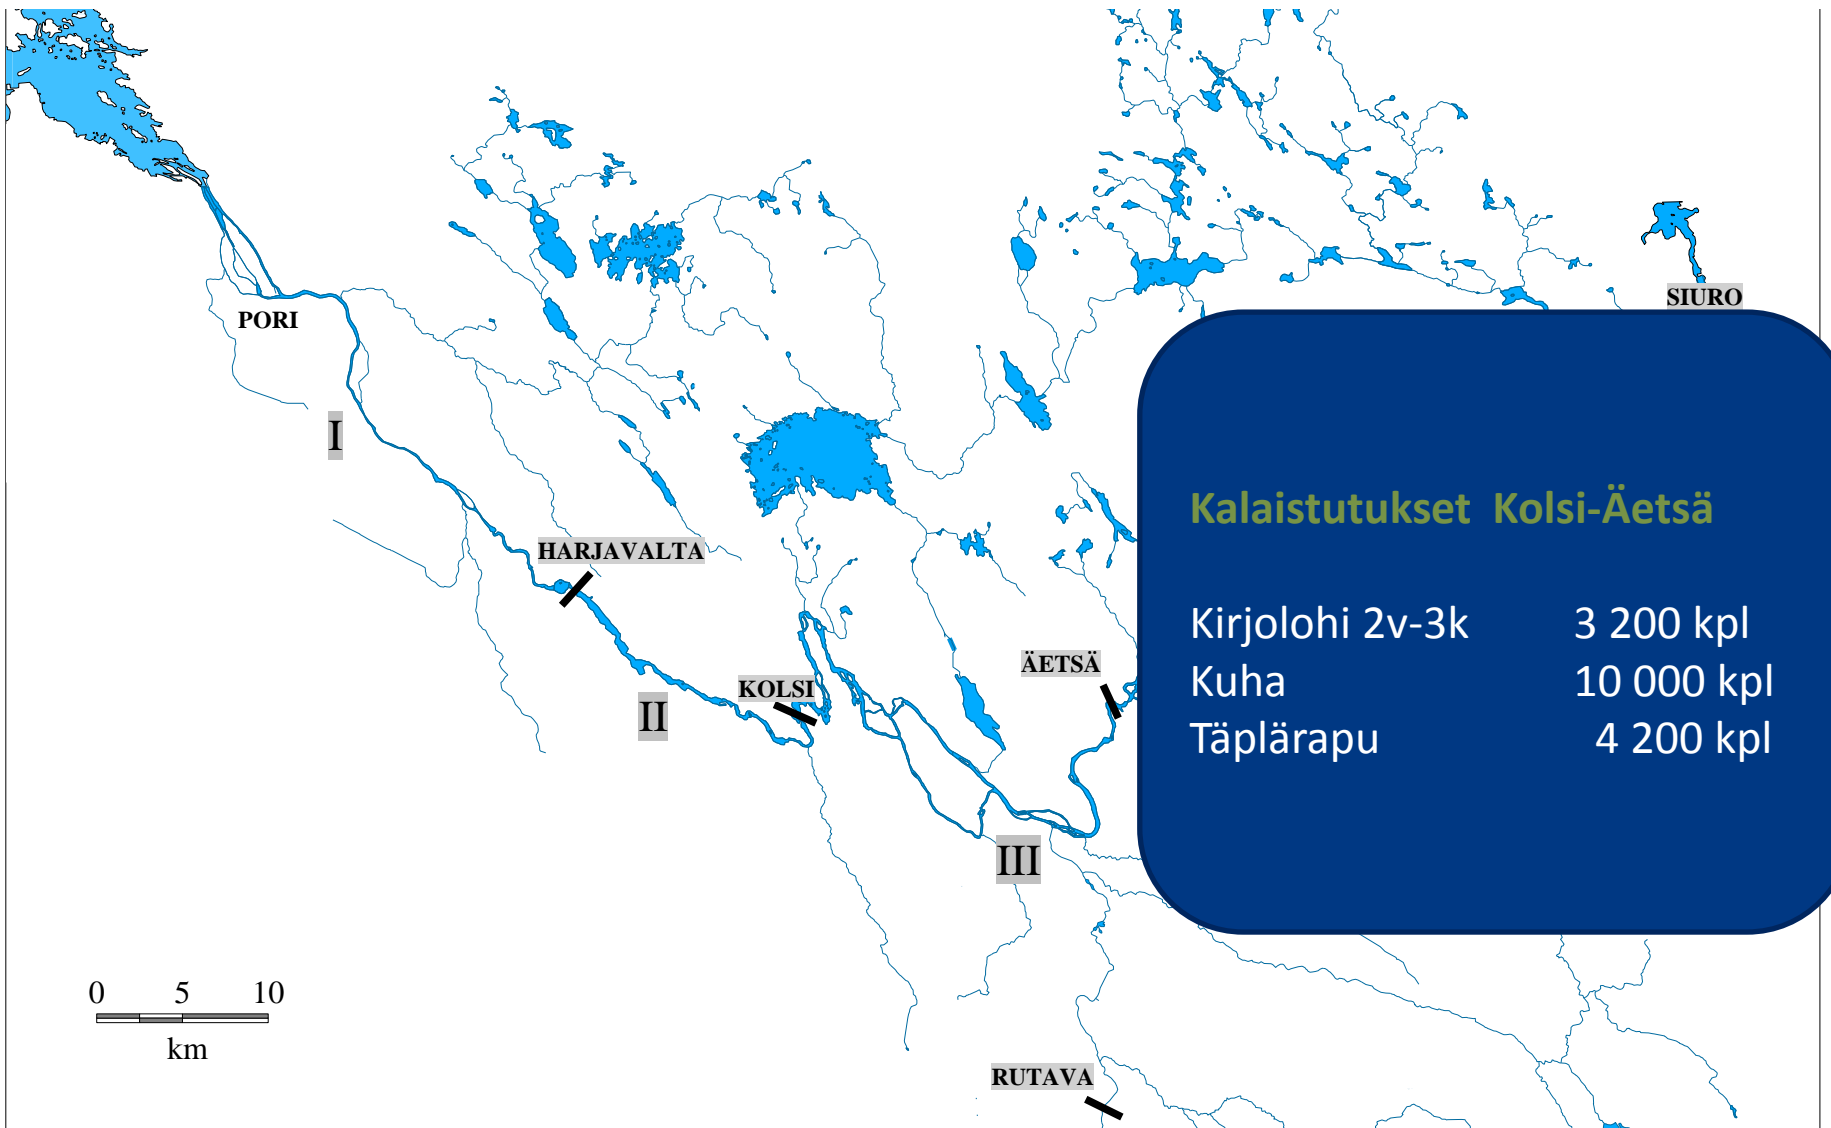 SIURO
PORI
I
HARJAVALTA
KOLSI
II
ÄETSÄ
III
Kalaistutukset Kolsi-Äetsä
Kirjolohi 2v-3k 3 200 kpl
Kuha 10 000 kpl
Täplärapu 4 200 kpl
0 5 10
km
RUTAVA